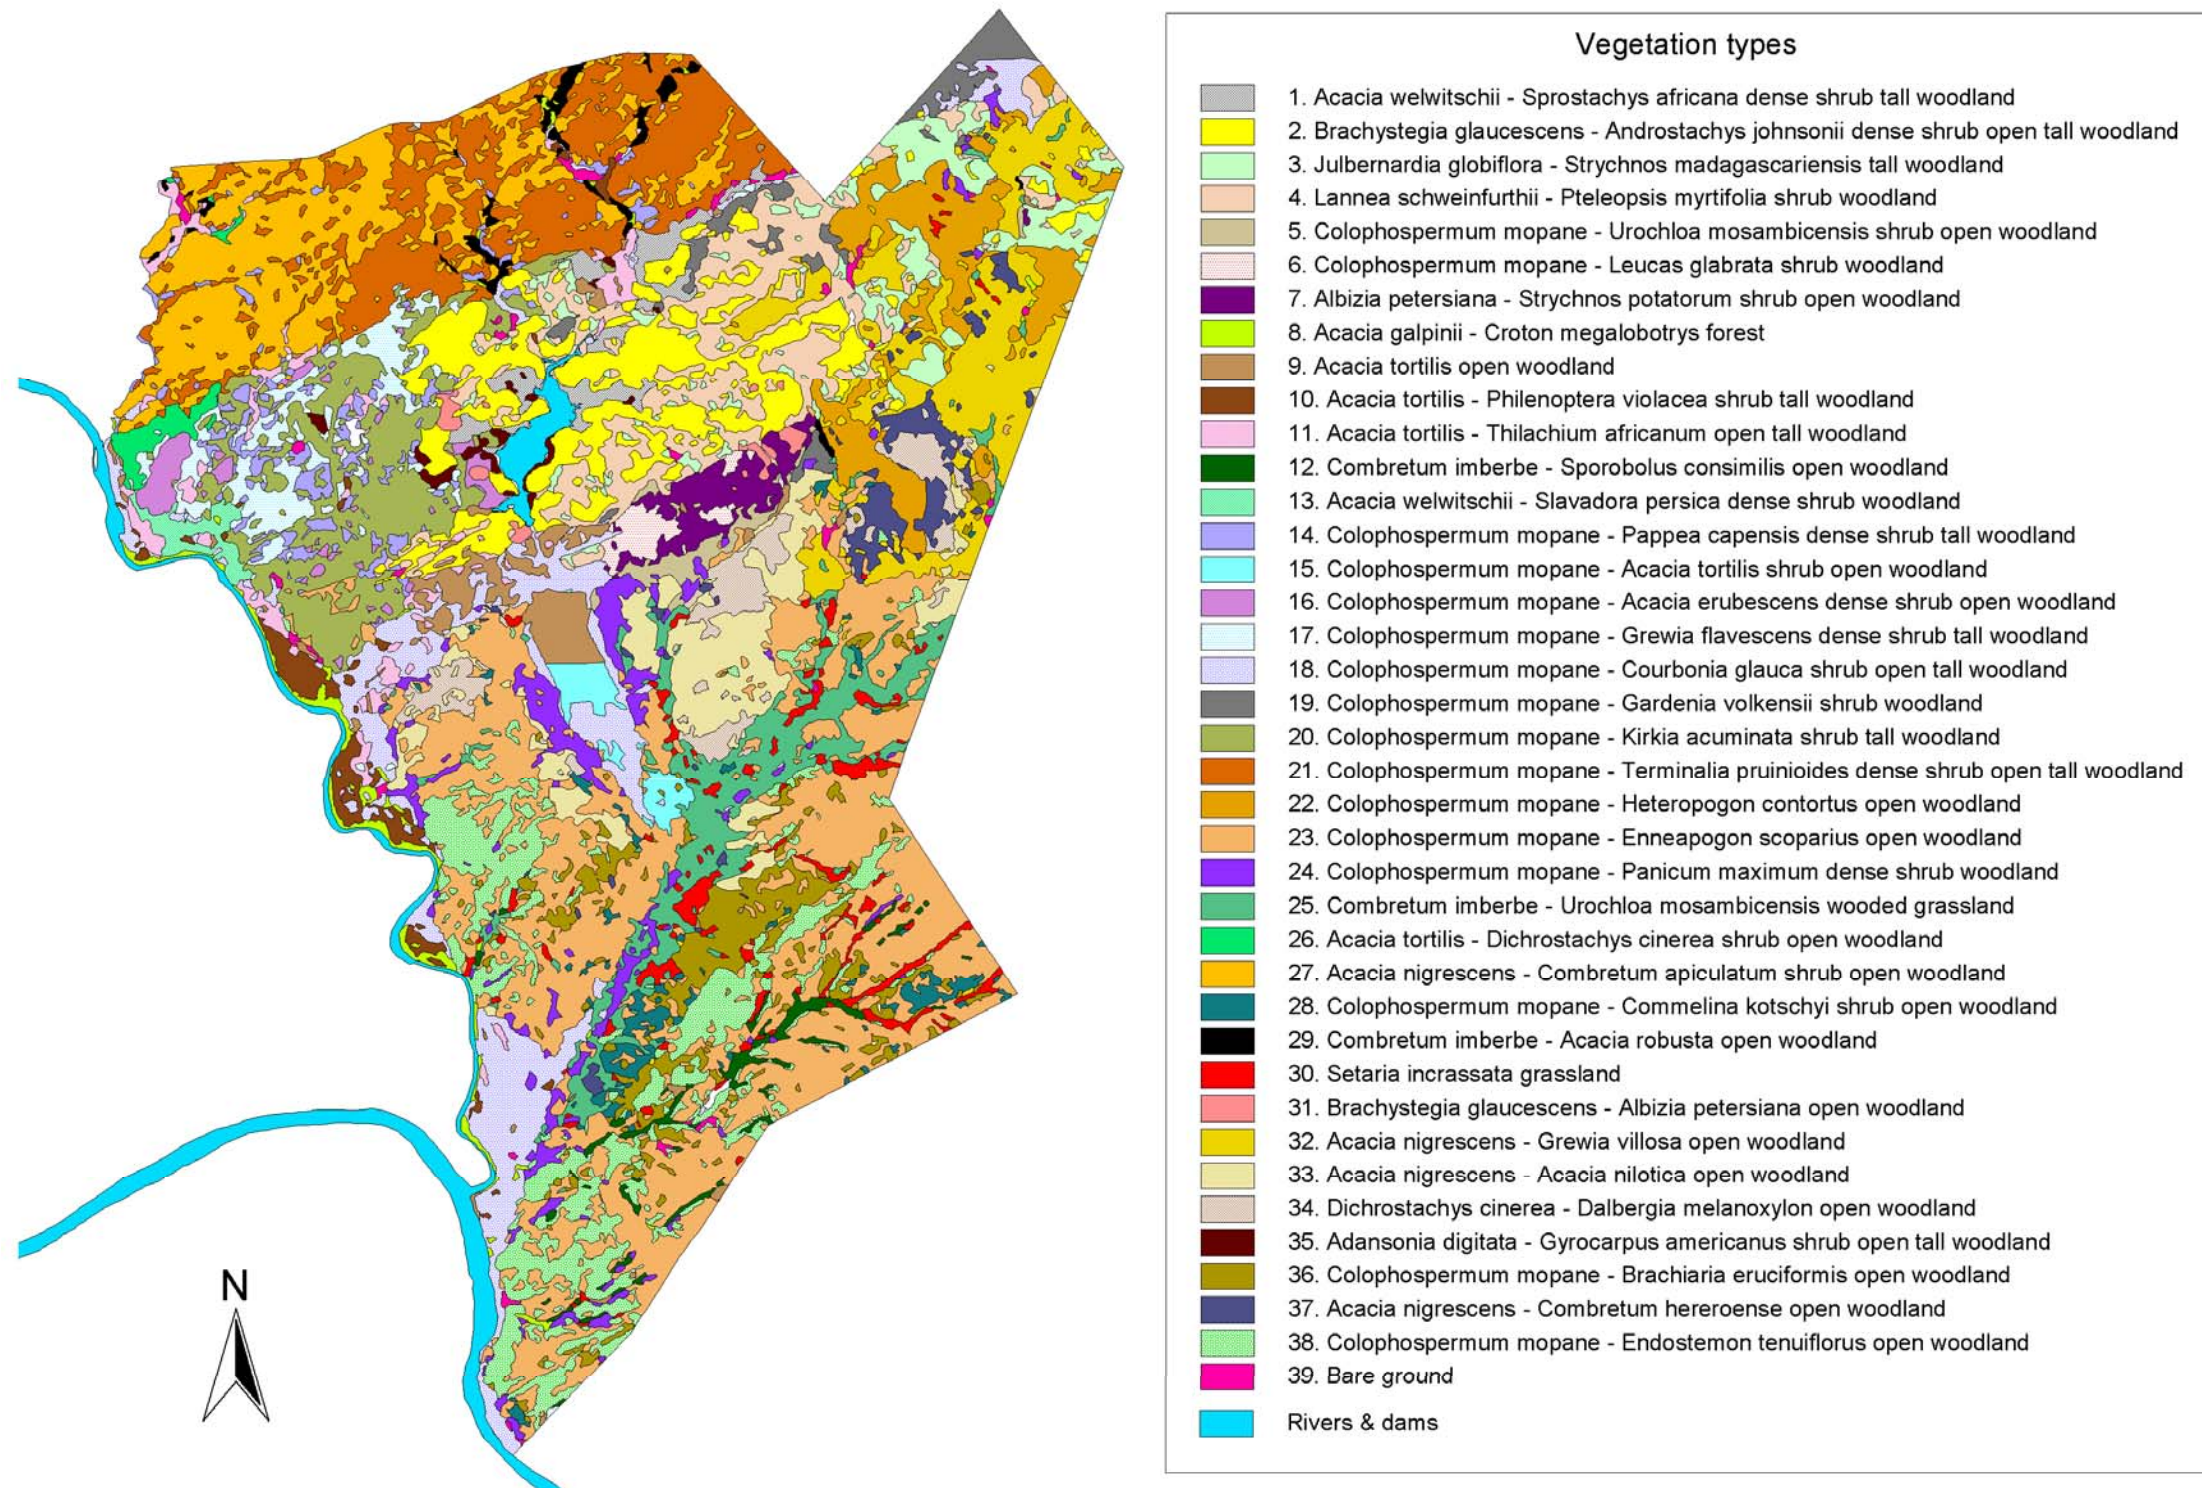 Vegetation types
1. Acacia welwitschii - Sprostachys africana dense shrub tall woodland
2. Brachystegia glaucescens - Androstachys johnsonii dense shrub open tall woodland
3. Julbernardia globiflora - Strychnos madagascariensis tall woodland
4. Lannea schweinfurthii - Pteleopsis myrtifolia shrub woodland
5. Colophospermum mopane - Urochloa mosambicensis shrub open woodland
6. Colophospermum mopane - Leucas glabrata shrub woodland
7. Albizia petersiana - Strychnos potatorum shrub open woodland
8. Acacia galpinii - Croton megalobotrys forest
9. Acacia tortilis open woodland
10. Acacia tortilis - Philenoptera violacea shrub tall woodland
11. Acacia tortilis - Thilachium africanum open tall woodland
12. Combretum imberbe - Sporobolus consimilis open woodland
13. Acacia welwitschii - Slavadora persica dense shrub woodland
14. Colophospermum mopane - Pappea capensis dense shrub tall woodland
15. Colophospermum mopane - Acacia tortilis shrub open woodland
16. Colophospermum mopane - Acacia erubescens dense shrub open woodland
17. Colophospermum mopane - Grewia flavescens dense shrub tall woodland
18. Colophospermum mopane - Courbonia glauca shrub open tall woodland
19. Colophospermum mopane - Gardenia volkensii shrub woodland
20. Colophospermum mopane - Kirkia acuminata shrub tall woodland
21. Colophospermum mopane - Terminalia pruinioides dense shrub open tall woodland
22. Colophospermum mopane - Heteropogon contortus open woodland
23. Colophospermum mopane - Enneapogon scoparius open woodland
24. Colophospermum mopane - Panicum maximum dense shrub woodland
25. Combretum imberbe - Urochloa mosambicensis wooded grassland
26. Acacia tortilis - Dichrostachys cinerea shrub open woodland
27. Acacia nigrescens - Combretum apiculatum shrub open woodland
28. Colophospermum mopane - Commelina kotschyi shrub open woodland
29. Combretum imberbe - Acacia robusta open woodland
30. Setaria incrassata grassland
31. Brachystegia glaucescens - Albizia petersiana open woodland
32. Acacia nigrescens - Grewia villosa open woodland
33. Acacia nigrescens - Acacia nilotica open woodland
34. Dichrostachys cinerea - Dalbergia melanoxylon open woodland
35. Adansonia digitata - Gyrocarpus americanus shrub open tall woodland
36. Colophospermum mopane - Brachiaria eruciformis open woodland
37. Acacia nigrescens - Combretum hereroense open woodland
38. Colophospermum mopane - Endostemon tenuiflorus open woodland
39. Bare ground
Rivers & dams
N